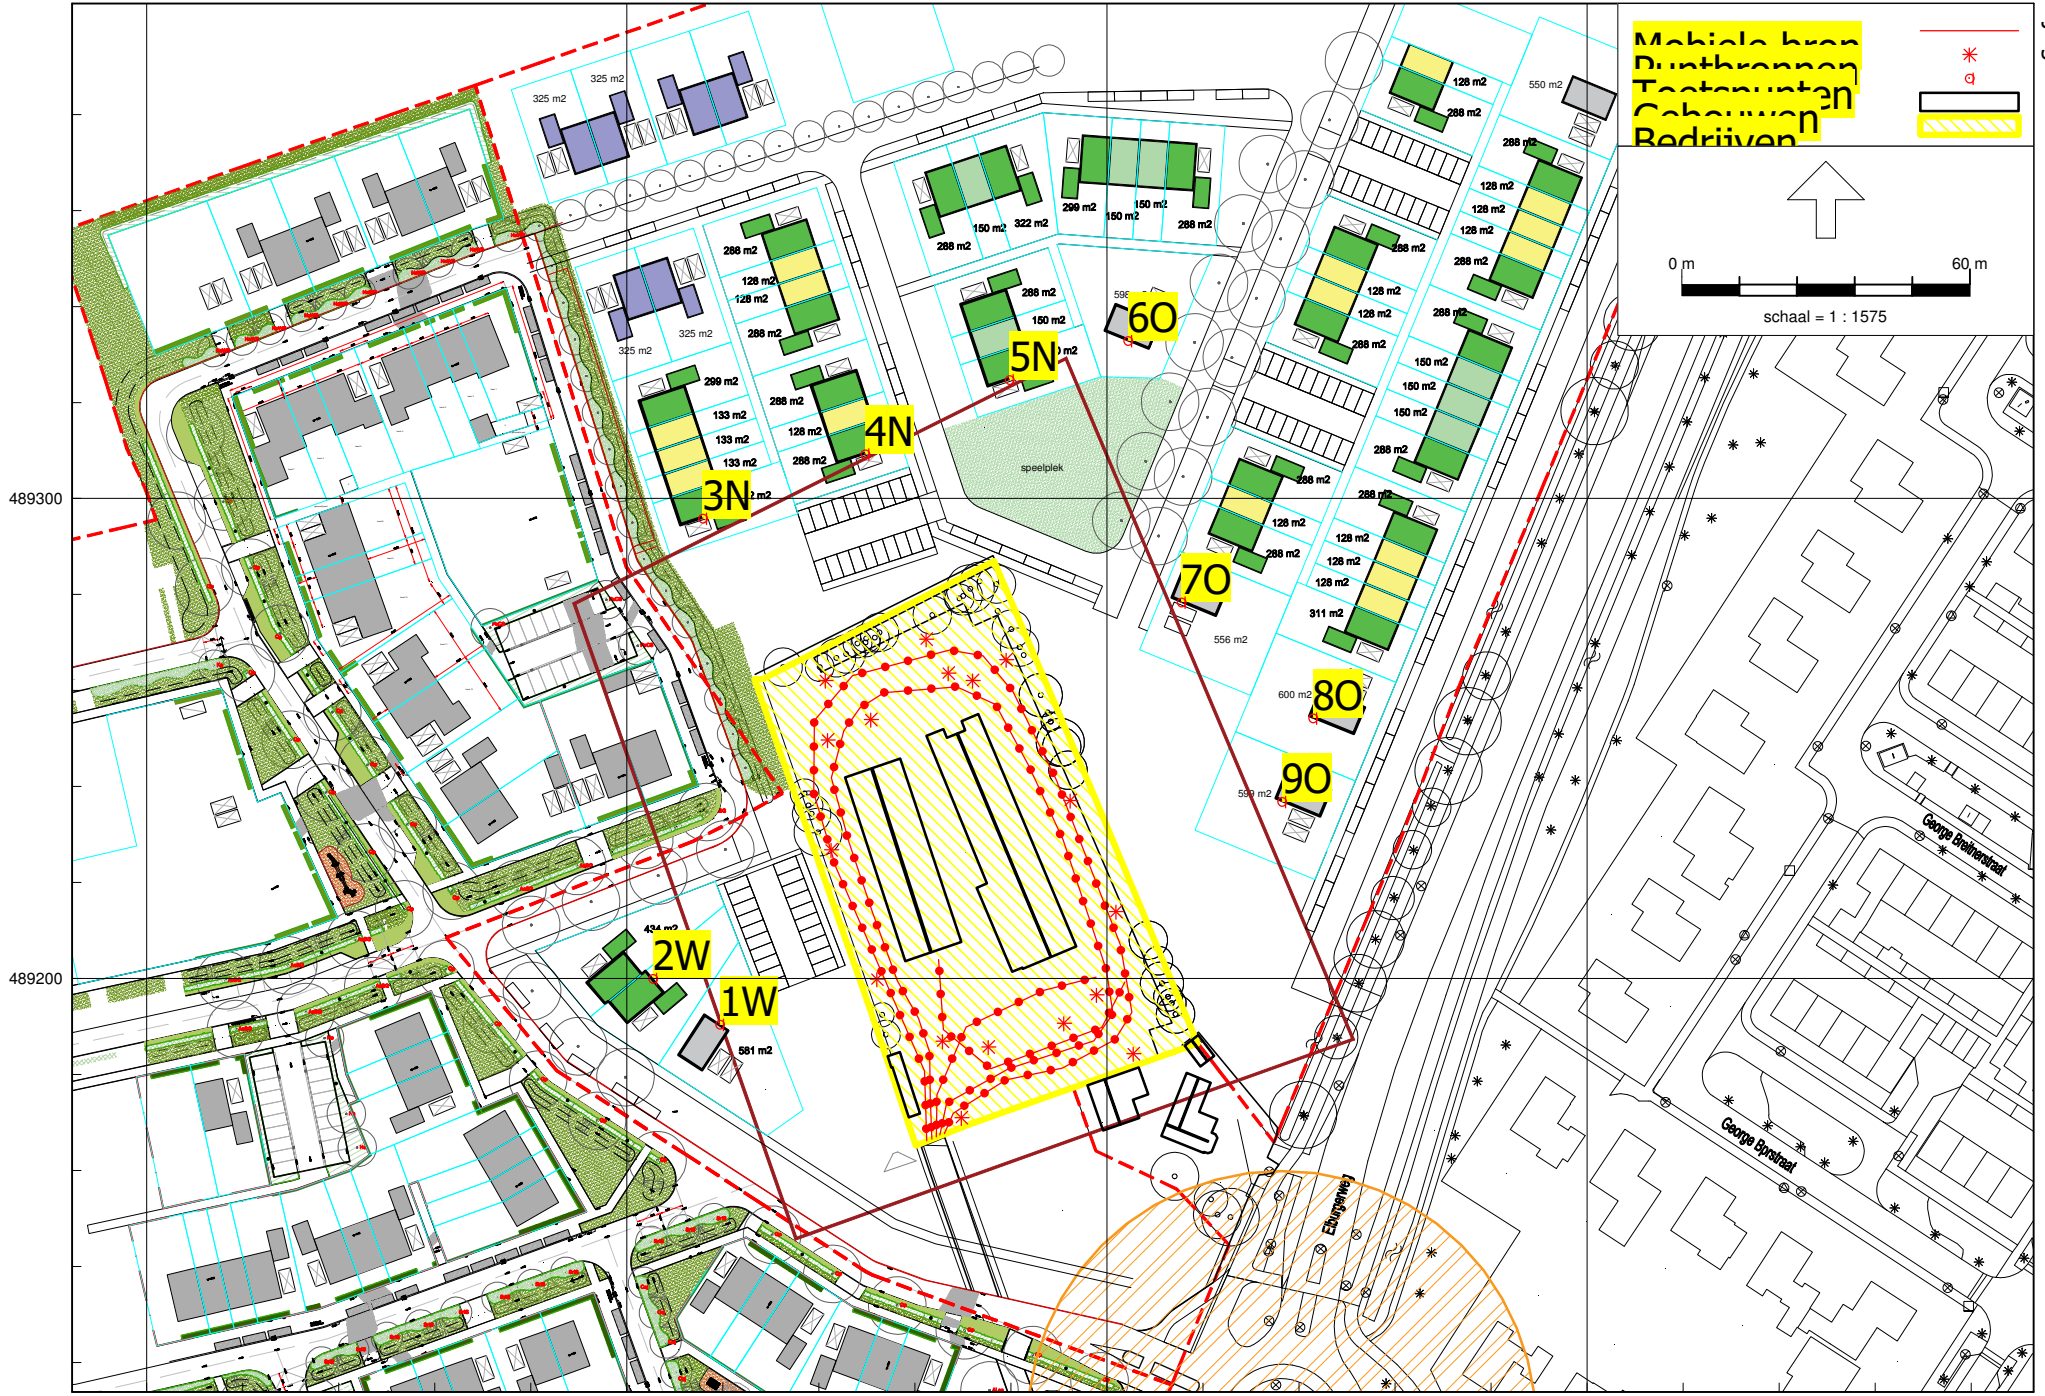 Mobiele bron
Puntbronnen
Toetspunten
Gebouwen
Bedrijven
0 m
60 m
schaal = 1 : 1575
325 m2
325 m2
550 m2
128 m2
288 m2
288 m2
128 m2
128 m2
128 m2
288 m2
299 m2
150 m2
150 m2
288 m2
150 m2
322 m2
288 m2
288 m2
128 m2
128 m2
288 m2
325 m2
325 m2
288 m2
150 m2
6O
5N
288 m2
128 m2
128 m2
288 m2
288 m2
150 m2
150 m2
150 m2
288 m2
299 m2
133 m2
133 m2
133 m2
288 m2
128 m2
288 m2
4N
3N
speelplek
489300
288 m2
128 m2
288 m2
288 m2
128 m2
128 m2
128 m2
311 m2
7O
556 m2
600 m2
8O
599 m2
9O
434 m2
2W
1W
581 m2
489200
George Breitnerstraat
Elburgerweg